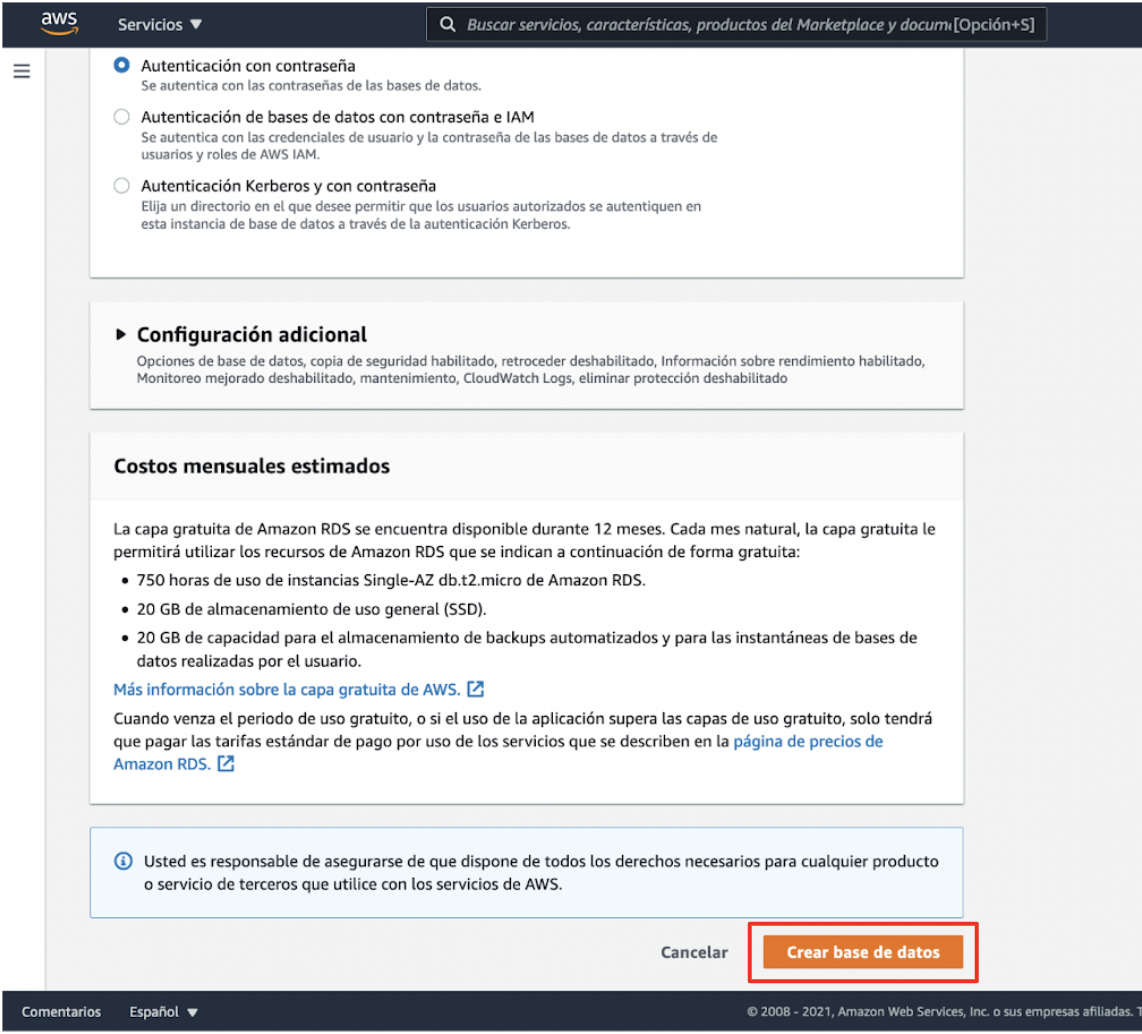 aws
Servicios ▼
Buscar servicios, características, productos del Marketplace y docum [Opción+S]
Autenticación con contraseña
Se autentica con las contraseñas de las bases de datos.
Autenticación de bases de datos con contraseña e IAM
Se autentica con las credenciales de usuario y la contraseña de las bases de datos a través de
usuarios y roles de AWS IAM.
Autenticación Kerberos y con contraseña
Elija un directorio en el que desee permitir que los usuarios autorizados se autentiquen en
esta instancia de base de datos a través de la autenticación Kerberos.
Configuración adicional
Opciones de base de datos, copia de seguridad habilitado, retroceder deshabilitado, Información sobre rendimiento habilitado,
Monitoreo mejorado deshabilitado, mantenimiento, CloudWatch Logs, eliminar protección deshabilitado
Costos mensuales estimados
La capa gratuita de Amazon RDS se encuentra disponible durante 12 meses. Cada mes natural, la capa gratuita le
permitirá utilizar los recursos de Amazon RDS que se indican a continuación de forma gratuita:
• 750 horas de uso de instancias Single-AZ db.t2.micro de Amazon RDS.
• 20 GB de almacenamiento de uso general (SSD).
• 20 GB de capacidad para el almacenamiento de backups automatizados y para las instantáneas de bases de
datos realizadas por el usuario.
Más información sobre la capa gratuita de AWS.
Cuando venza el periodo de uso gratuito, o si el uso de la aplicación supera las capas de uso gratuito, solo tendrá
que pagar las tarifas estándar de pago por uso de los servicios que se describen en la página de precios de
Amazon RDS.
Usted es responsable de asegurarse de que dispone de todos los derechos necesarios para cualquier producto
o servicio de terceros que utilice con los servicios de AWS.
Cancelar
Crear base de datos
Comentarios
Español ▼
© 2008 - 2021, Amazon Web Services, Inc. o sus empresas afiliadas. T